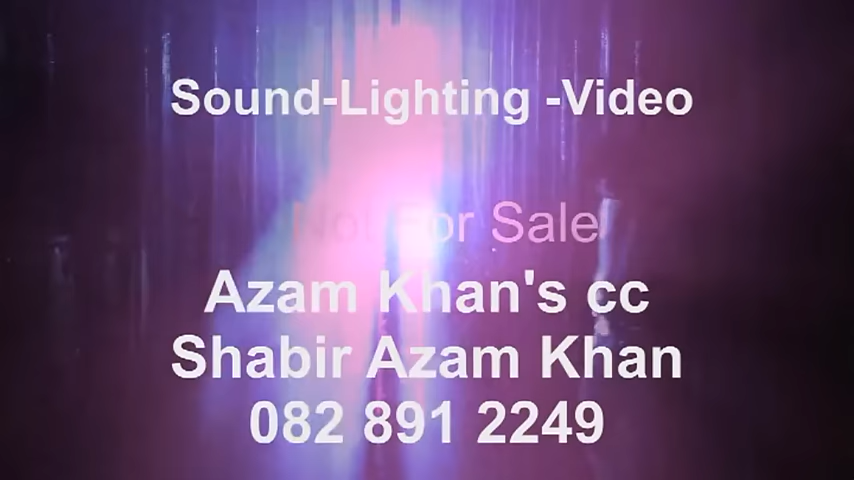 Sound-Lighting -Video
Not For Sale
Azam Khan's cc
Shabir Azam Khan
082 891 2249